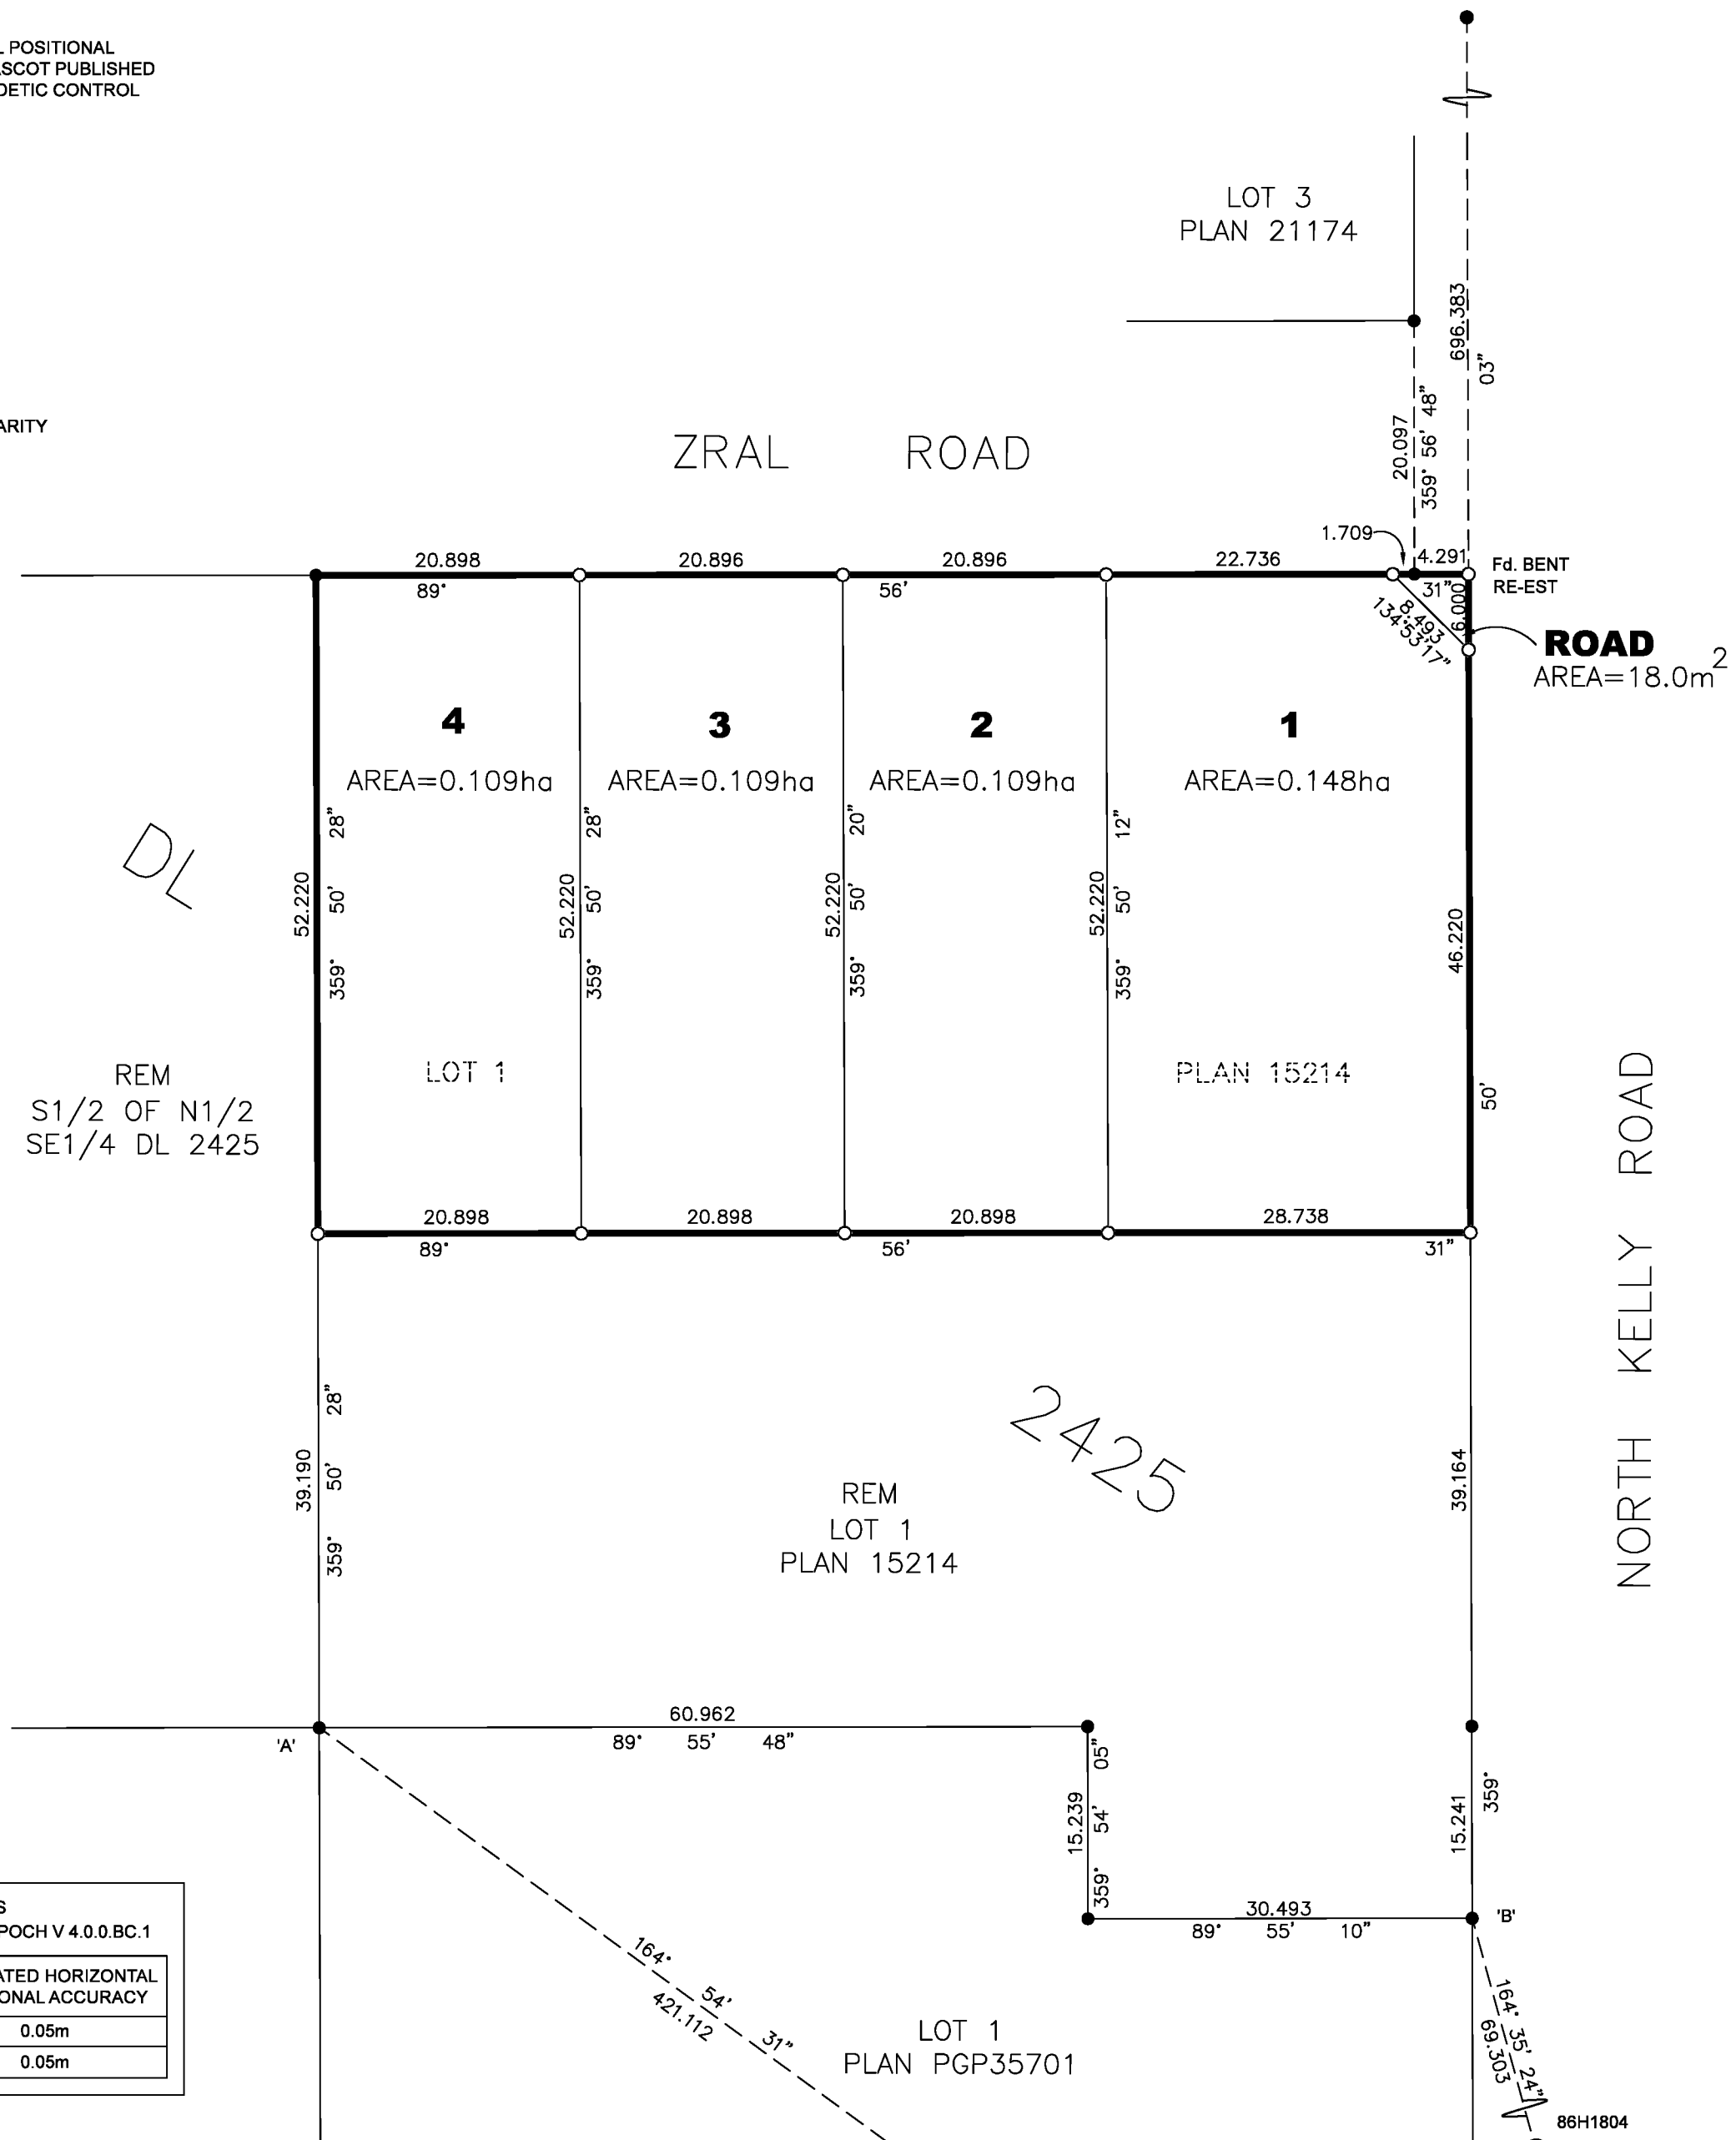 L POSITIONAL
ASCOT PUBLISHED
DETIC CONTROL
LOT 3
PLAN 21174
696.383
03"
20.097
359° 56' 48"
ARITY
ZRAL ROAD
1.709
4.291
20.898
20.896
20.896
22.736
89°
56'
31"
Fd. BENT
RE-EST
6.000
8.493
134°53'17"
ROAD
AREA=18.0m2
4
3
2
1
AREA=0.109ha
AREA=0.109ha
AREA=0.109ha
AREA=0.148ha
DL
52.220
359° 50' 28"
52.220
359° 50' 28"
52.220
359° 50' 20"
52.220
359° 50' 12"
46.220
50'
LOT 1
PLAN 15214
REM
S1/2 OF N1/2
SE1/4 DL 2425
NORTH KELLY ROAD
20.898
20.898
20.898
28.738
89°
56'
31"
39.190
359° 50' 28"
2425
39.164
REM
LOT 1
PLAN 15214
60.962
89° 55' 48"
'A'
15.239
359° 54' 05"
15.241
359°
30.493
89° 55' 10"
'B'
S
POCH V 4.0.0.BC.1
ATED HORIZONTAL
ONAL ACCURACY
0.05m
0.05m
164° 54' 31"
421.112
LOT 1
PLAN PGP35701
164° 35' 24"
69.303
86H1804